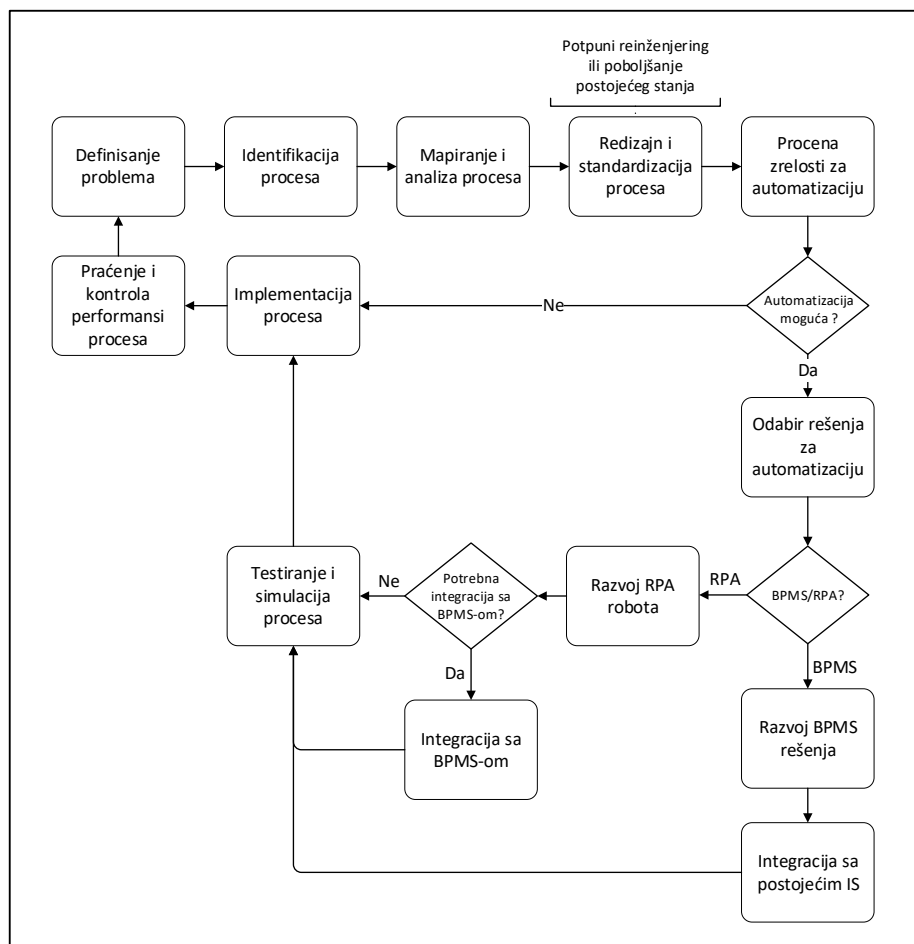 Potpuni reinženjering
ili poboljšanje
postojećeg stanja
Definisanje
problema
Identifikacija
procesa
Mapiranje i
analiza procesa
Redizajn i
standardizacija
procesa
Procena
zrelosti za
automatizaciju
Praćenje i
kontrola
performansi
procesa
Implementacija
procesa
Ne
Automatizacija
moguća ?
Da
Odabir rešenja
za
automatizaciju
Testiranje i
simulacija
procesa
Ne
Potrebna
integracija sa
BPMS-om?
Razvoj RPA
robota
RPA
BPMS/RPA?
Da
BPMS
Integracija sa
BPMS-om
Razvoj BPMS
rešenja
Integracija sa
postojećim IS